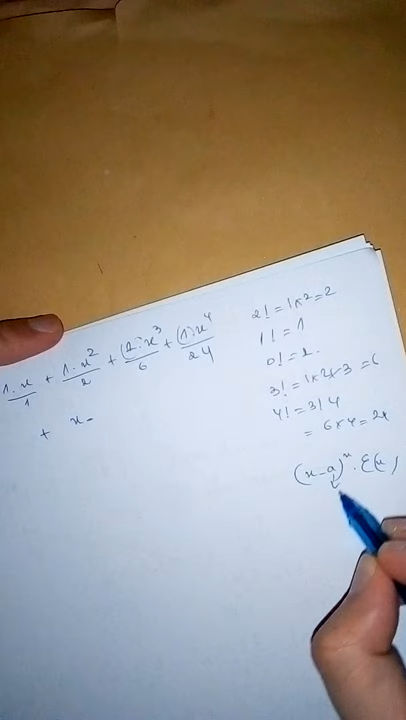 1·x/1 + 1·x²/2 + (1)·x³/6 + (1)·x⁴/24
+ x-
2! = 1×2 = 2
1! = 1
0! = 1.
3! = 1×2×3 = 6
4! = 3! 4
= 6×4 = 24
(x-a)ⁿ · Ɛ(x)